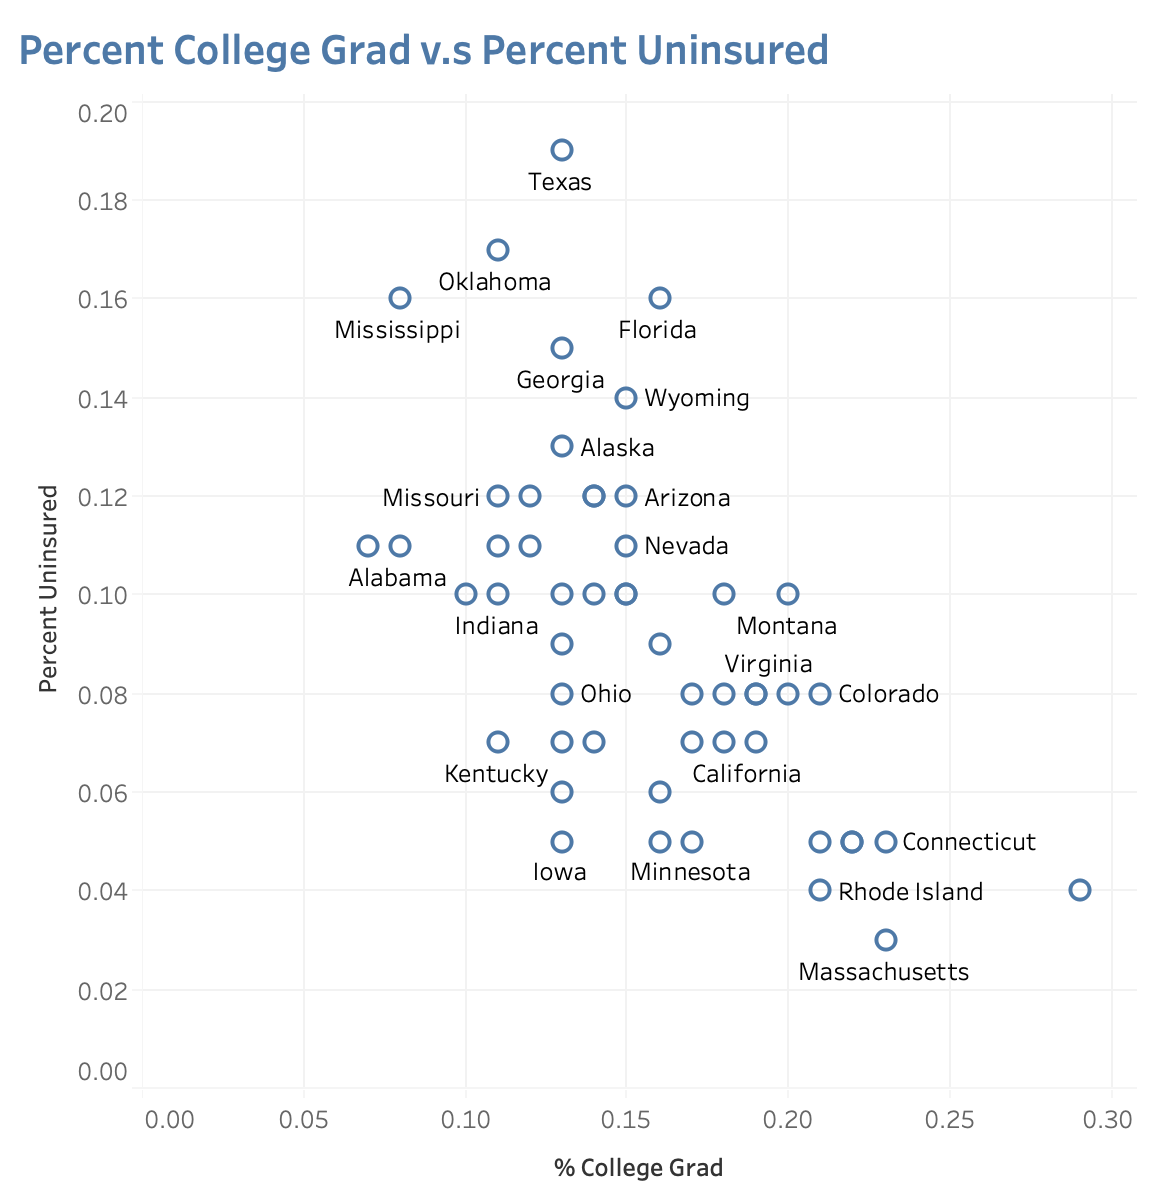 Percent College Grad v.s Percent Uninsured
0.20
Texas
0.18
Oklahoma
0.16
Mississippi
Florida
Georgia
0.14
Wyoming
Alaska
0.12
Missouri
Arizona
Nevada
Alabama
0.10
Indiana
Montana
Virginia
0.08
Ohio
Colorado
Kentucky
California
0.06
Connecticut
Iowa
Minnesota
0.04
Rhode Island
Massachusetts
0.02
0.00
Percent Uninsured
0.00 0.05 0.10 0.15 0.20 0.25 0.30
% College Grad